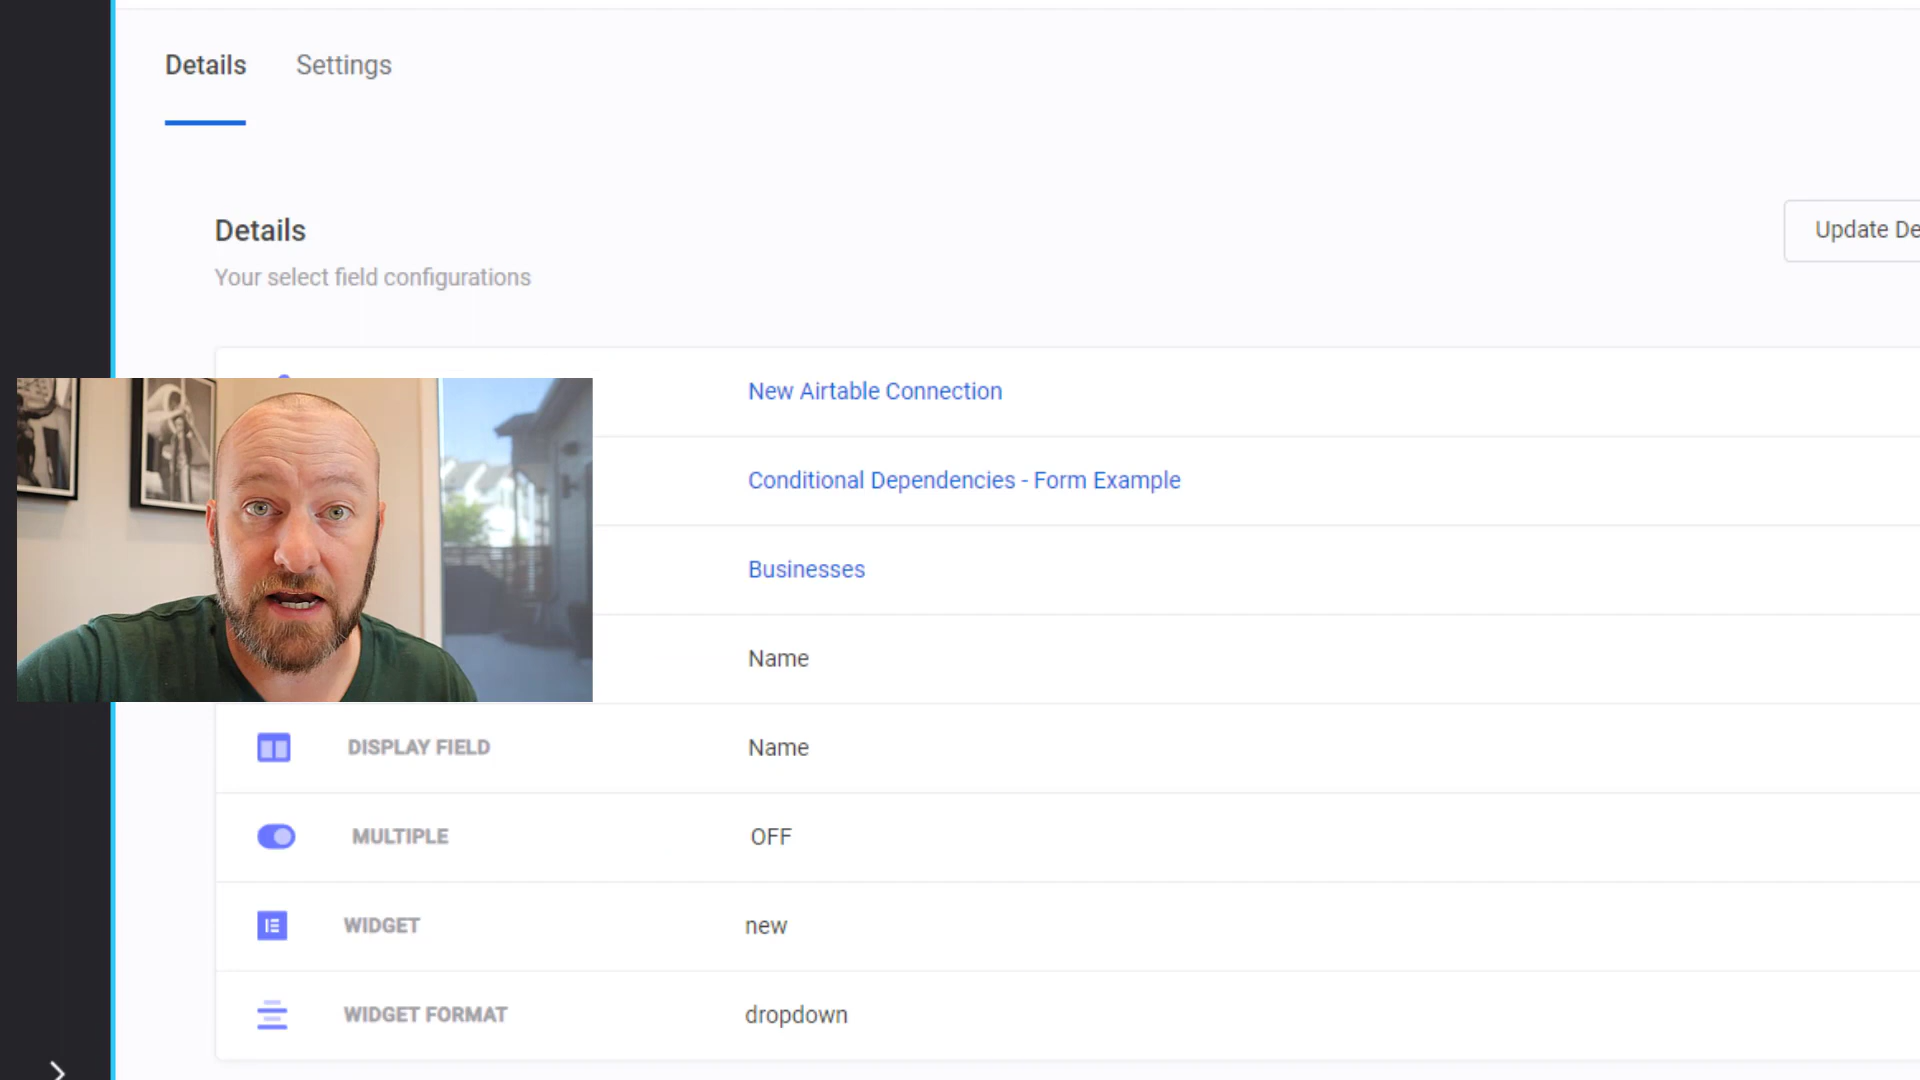 Details Settings
Details
Your select field configurations
Update De
New Airtable Connection
Conditional Dependencies - Form Example
Businesses
Name
DISPLAY FIELD Name
MULTIPLE OFF
WIDGET new
WIDGET FORMAT dropdown